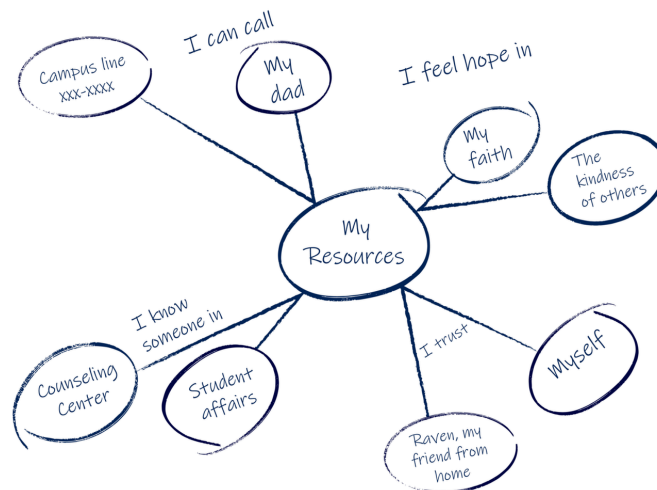 I can call
Campus line
xxx-xxxx
My
dad
I feel hope in
My
faith
The
kindness
of others
My
Resources
I know
someone in
Counseling
Center
Student
affairs
I trust
Raven, my
friend from
home
Myself